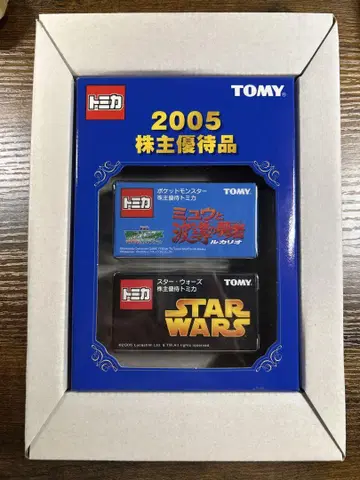 トミカ
TOMY®
2005
株主優待品
トミカ
ポケットモンスター
株主優待トミカ
TOMY
ミュウと
波導の勇者
ルカリオ
トミカ
スター・ウォーズ
株主優待トミカ
TOMY
STAR
WARS